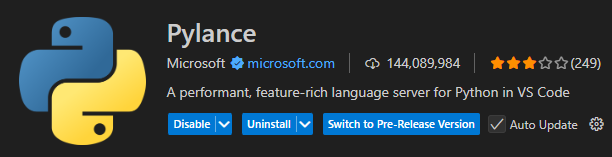 Pylance
Microsoft microsoft.com 144,089,984 (249)
A performant, feature-rich language server for Python in VS Code
Disable Uninstall Switch to Pre-Release Version Auto Update